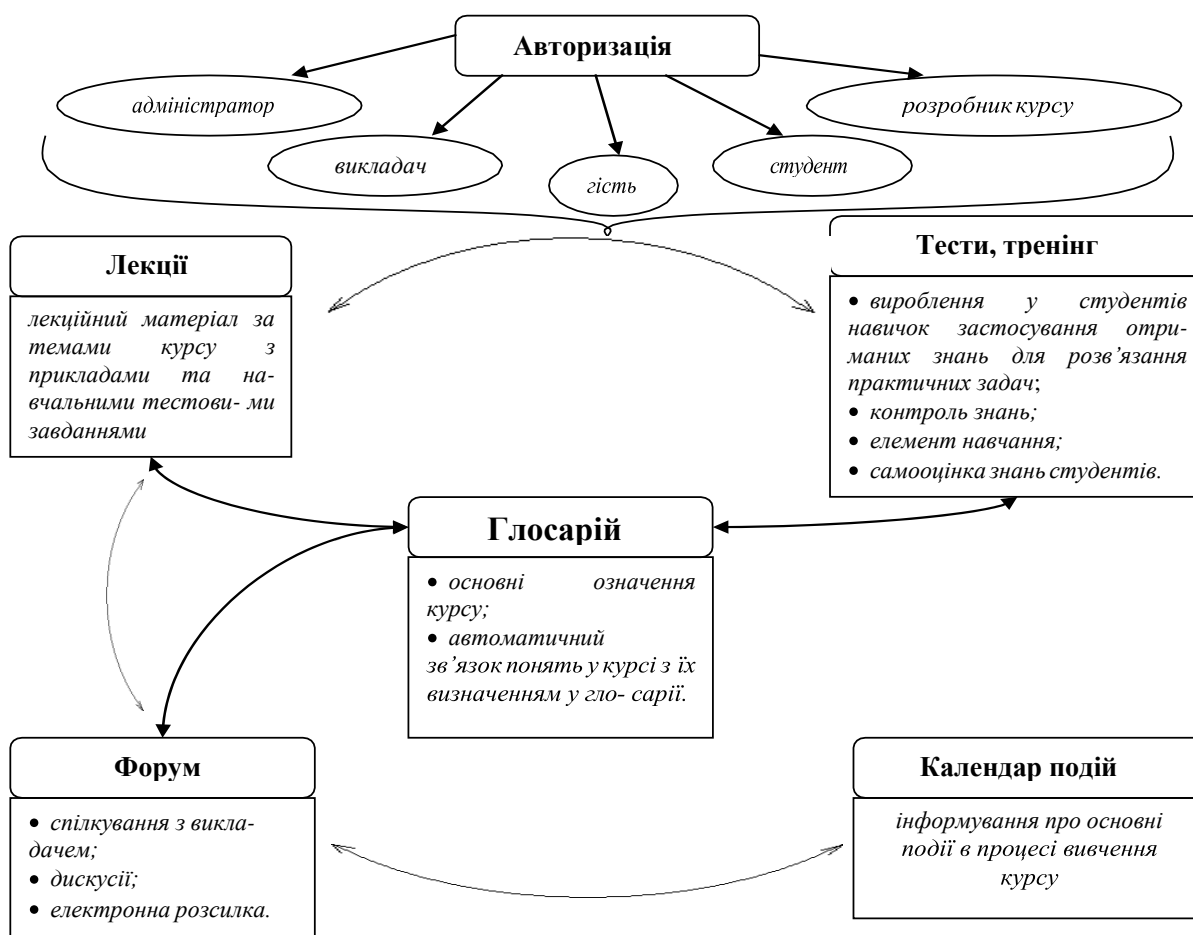 Авторизація
адміністратор
розробник курсу
викладач
студент
гість
Лекції
лекційний матеріал за
темами курсу з
прикладами та на-
вчальними тестови- ми
завданнями
Тести, тренінг
• вироблення у студентів
навичок застосування отри-
маних знань для розв’язання
практичних задач;
• контроль знань;
• елемент навчання;
• самооцінка знань студентів.
Глосарій
• основні означення
курсу;
• автоматичний
зв’язок понять у курсі з їх
визначенням у гло- сарії.
Форум
• спілкування з викла-
дачем;
• дискусії;
• електронна розсилка.
Календар подій
інформування про основні
події в процесі вивчення
курсу